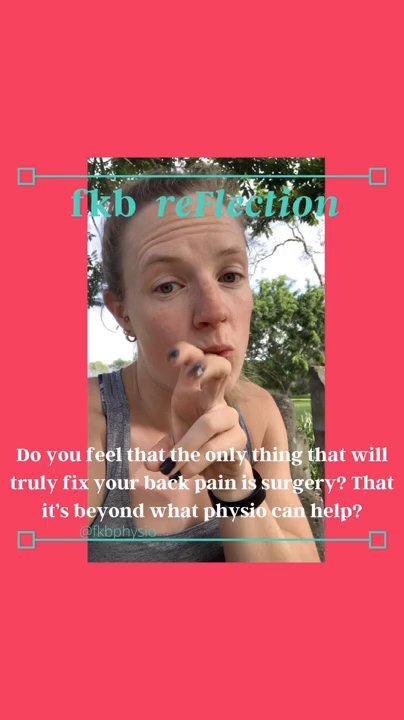 fkb reFlection
Do you feel that the only thing that will
truly fix your back pain is surgery? That
it's beyond what physio can help?
@fkbphysio